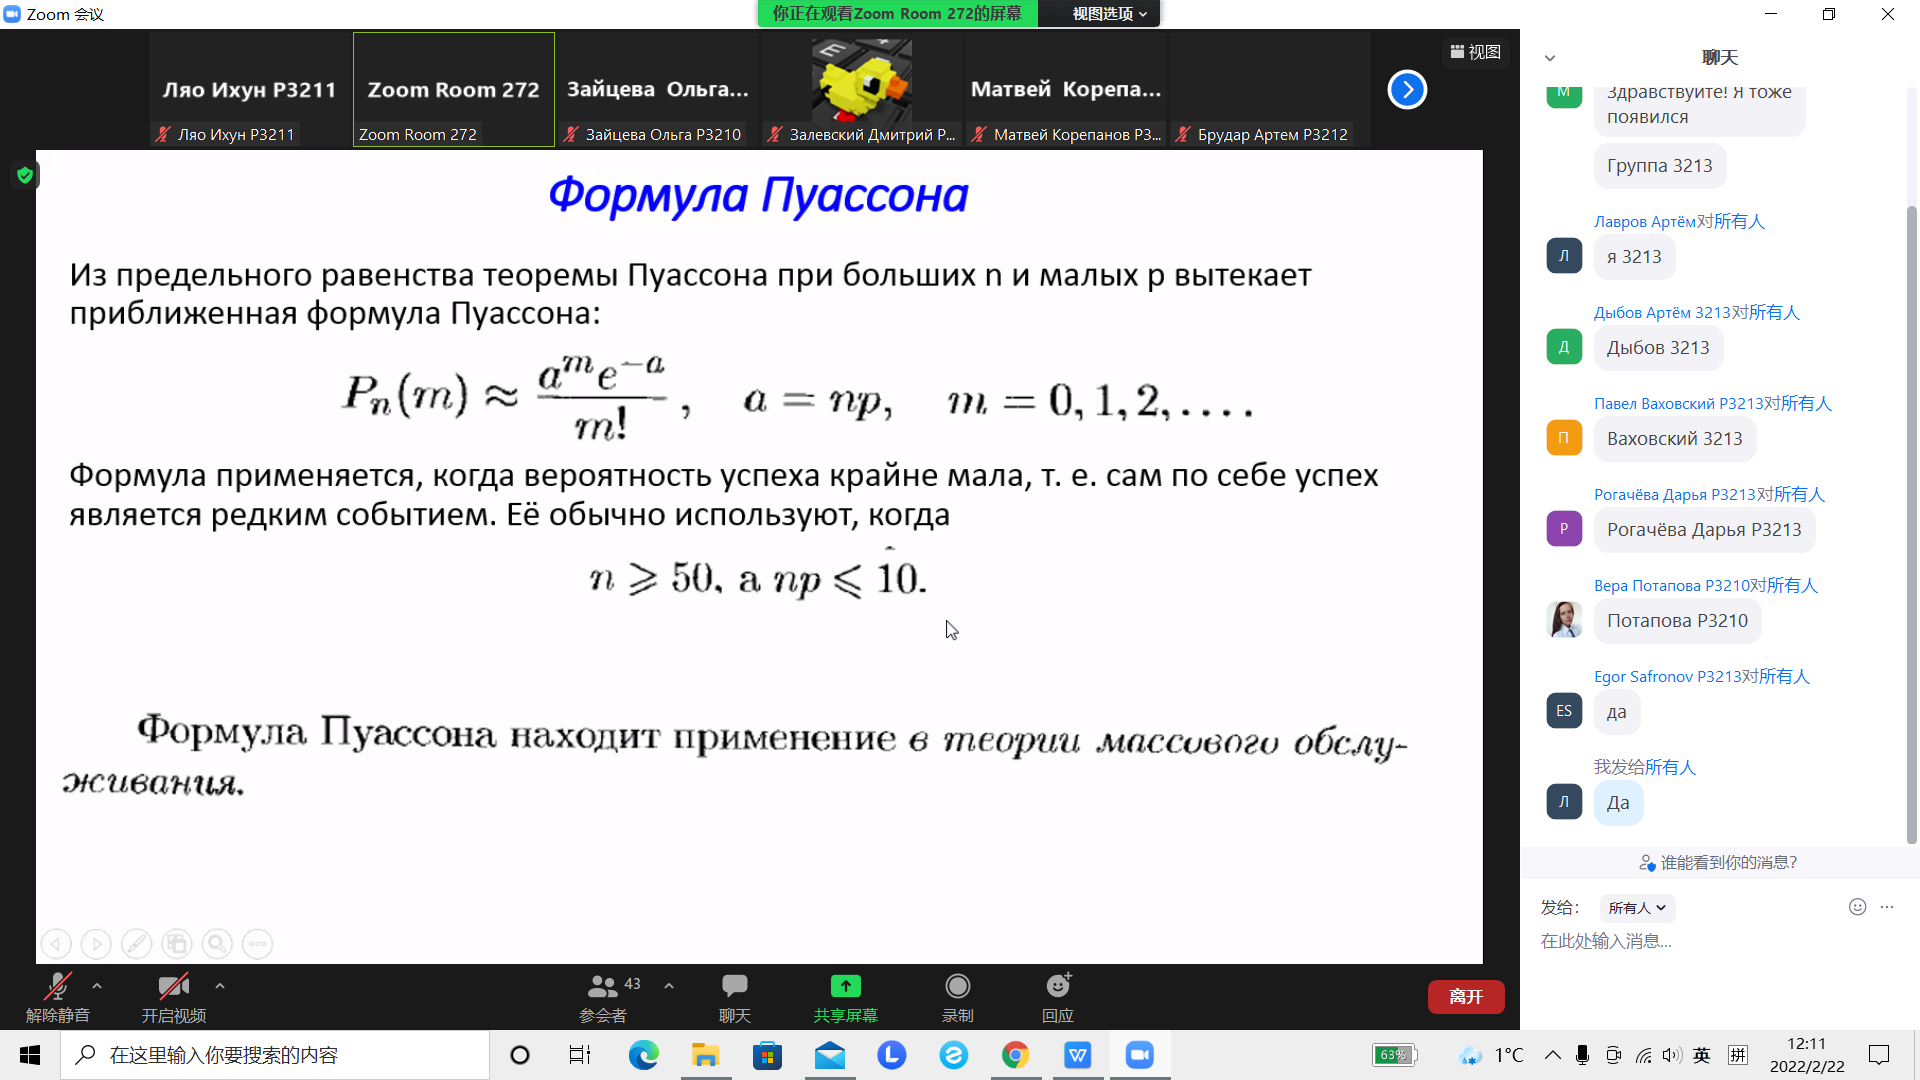 Zoom 会议
你正在观看Zoom Room 272的屏幕
视图选项
Ляо Ихун P3211
Zoom Room 272
Зайцева Ольга...
Матвей Корепа...
视图
Ляо Ихун P3211
Zoom Room 272
Зайцева Ольга P3210
Залевский Дмитрий P...
Матвей Корепанов P3...
Брудар Артем P3212
Формула Пуассона
Из предельного равенства теоремы Пуассона при больших n и малых p вытекает
приближенная формула Пуассона:
Pₙ(m) ≈ aᵐe⁻ᵃ / m! , a = np, m = 0, 1, 2, . . . .
Формула применяется, когда вероятность успеха крайне мала, т. е. сам по себе успех
является редким событием. Её обычно используют, когда
n ⩾ 50, а np ⩽ 10.
Формула Пуассона находит применение в теории массового обслу-
живания.
解除静音
开启视频
43
参会者
聊天
共享屏幕
录制
回应
离开
聊天
M
Здравствуйте! Я тоже
появился
Группа 3213
Лавров Артём对所有人
Л
я 3213
Дыбов Артём 3213对所有人
Д
Дыбов 3213
Павел Ваховский P3213对所有人
П
Ваховский 3213
Рогачёва Дарья P3213对所有人
Р
Рогачёва Дарья P3213
Вера Потапова P3210对所有人
Потапова P3210
Egor Safronov P3213对所有人
ES
да
我发给所有人
Л
Да
谁能看到你的消息?
发给:
所有人
在此处输入消息...
在这里输入你要搜索的内容
63%
1°C
英
拼
12:11
2022/2/22